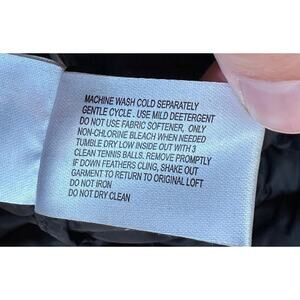 MACHINE WASH COLD SEPARATELY
GENTLE CYCLE. USE MILD DEETERGENT
DO NOT USE FABRIC SOFTENER, ONLY
NON-CHLORINE BLEACH WHEN NEEDED
TUMBLE DRY LOW INSIDE OUT WITH 3
CLEAN TENNIS BALLS. REMOVE PROMPTLY
IF DOWN FEATHERS CLING, SHAKE OUT
GARMENT TO RETURN TO ORIGINAL LOFT
DO NOT IRON
DO NOT DRY CLEAN